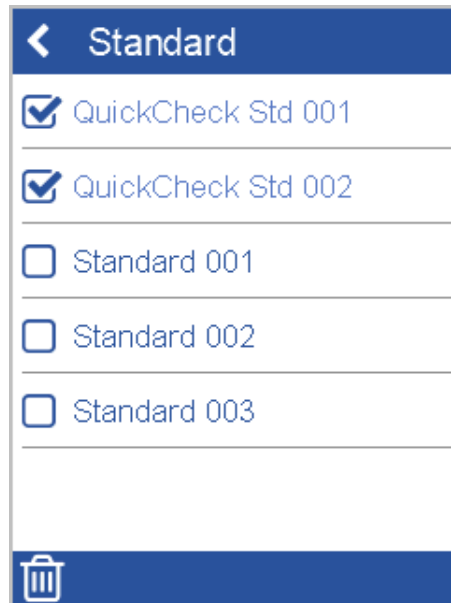 Standard
QuickCheck Std 001
QuickCheck Std 002
Standard 001
Standard 002
Standard 003